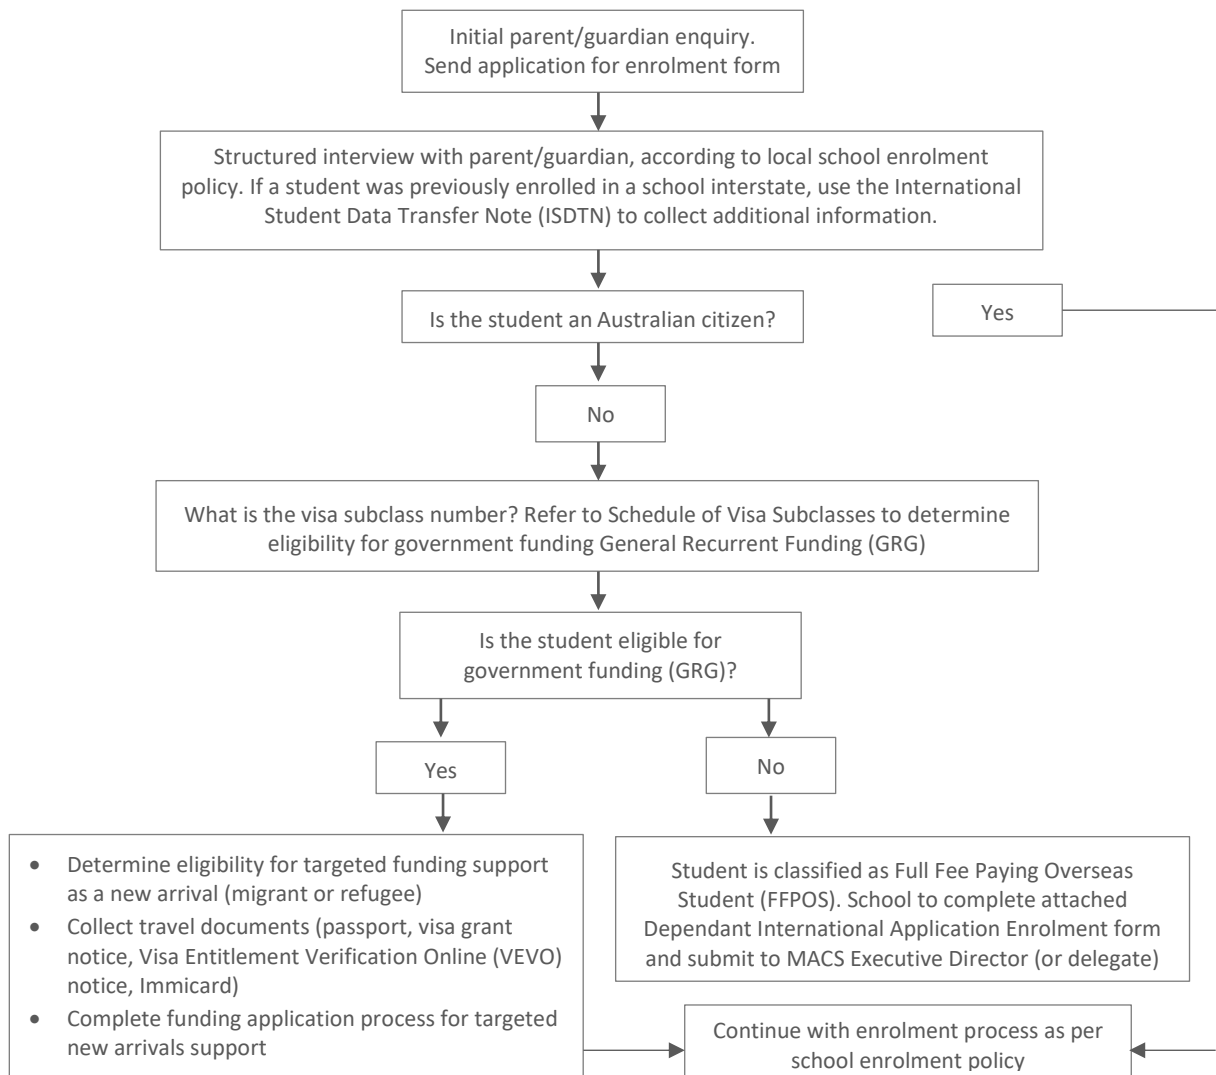 Initial parent/guardian enquiry.
Send application for enrolment form
Structured interview with parent/guardian, according to local school enrolment
policy. If a student was previously enrolled in a school interstate, use the International
Student Data Transfer Note (ISDTN) to collect additional information.
Is the student an Australian citizen?
Yes
No
What is the visa subclass number? Refer to Schedule of Visa Subclasses to determine
eligibility for government funding General Recurrent Funding (GRG)
Is the student eligible for
government funding (GRG)?
Yes
No
• Determine eligibility for targeted funding support
as a new arrival (migrant or refugee)
• Collect travel documents (passport, visa grant
notice, Visa Entitlement Verification Online (VEVO)
notice, Immicard)
• Complete funding application process for targeted
new arrivals support
Student is classified as Full Fee Paying Overseas
Student (FFPOS). School to complete attached
Dependant International Application Enrolment form
and submit to MACS Executive Director (or delegate)
Continue with enrolment process as per
school enrolment policy